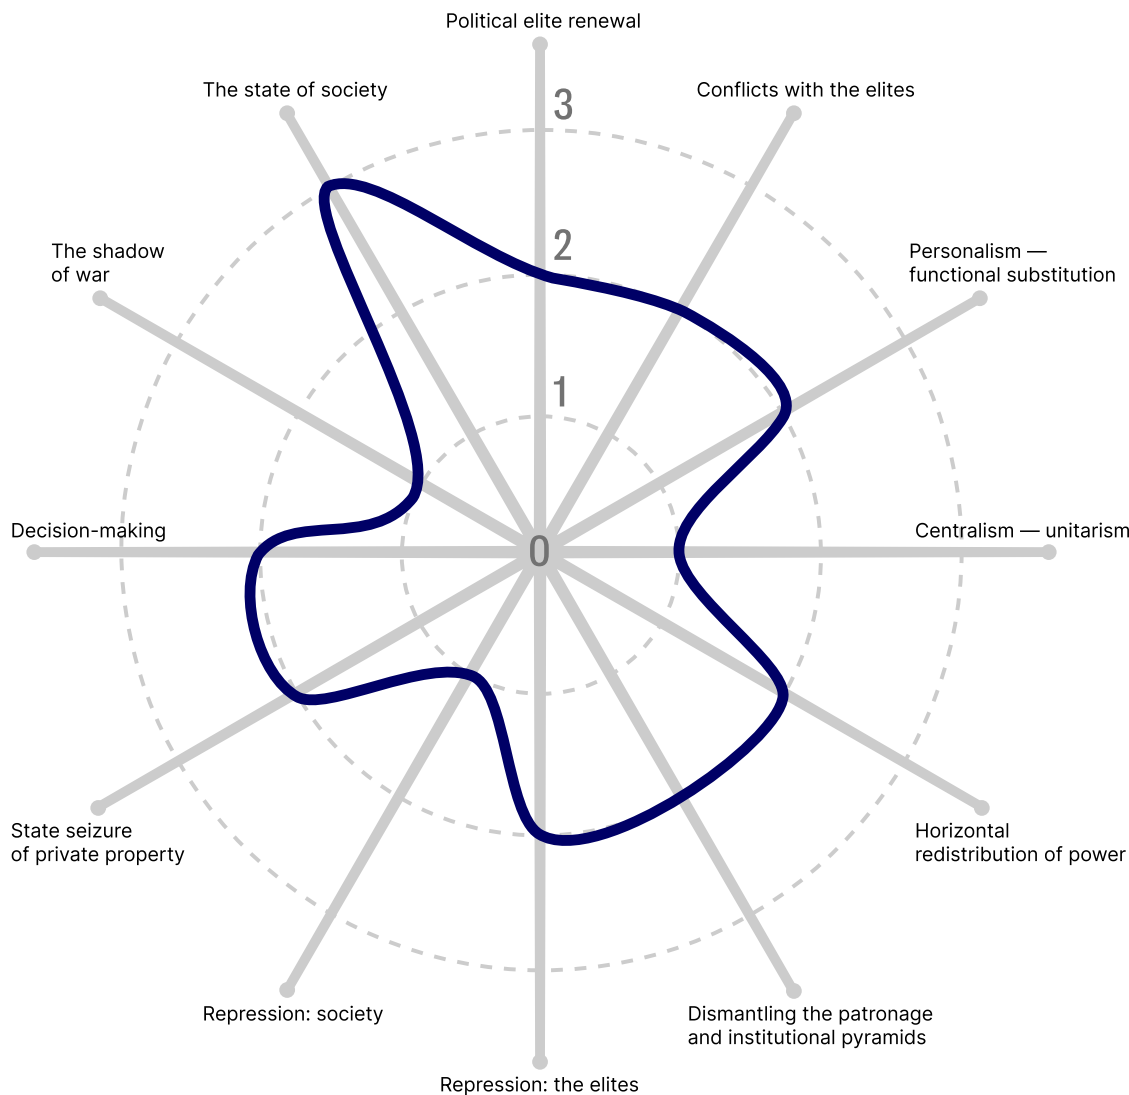 Political elite renewal
The state of society
Conflicts with the elites
3
The shadow
of war
2
Personalism —
functional substitution
1
Decision-making
0
Centralism — unitarism
State seizure
of private property
Horizontal
redistribution of power
Repression: society
Dismantling the patronage
and institutional pyramids
Repression: the elites